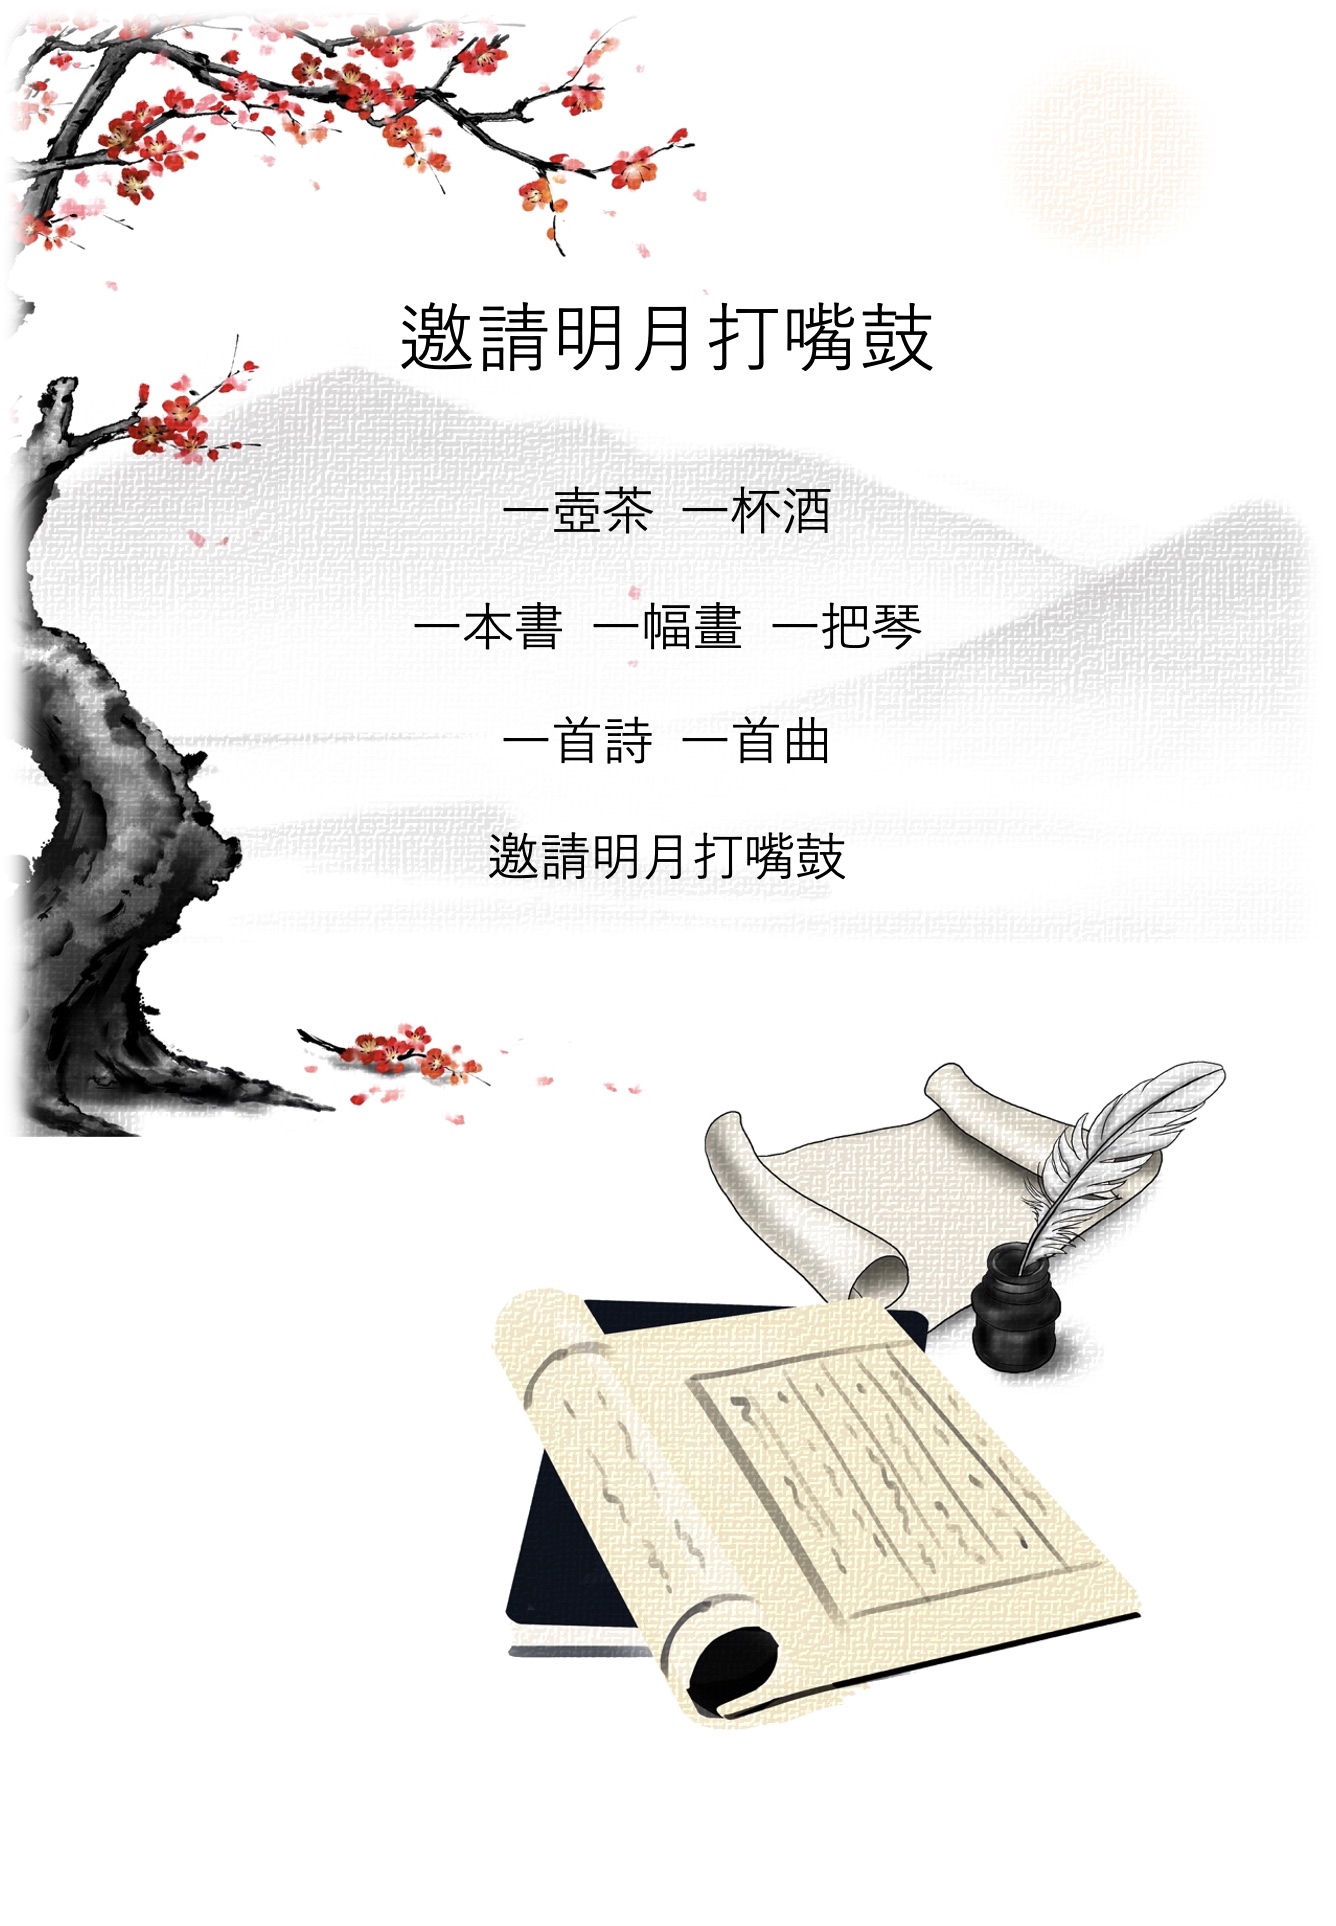 邀請明月打嘴鼓
一壺茶 一杯酒
一本書 一幅畫 一把琴
一首詩 一首曲
邀請明月打嘴鼓